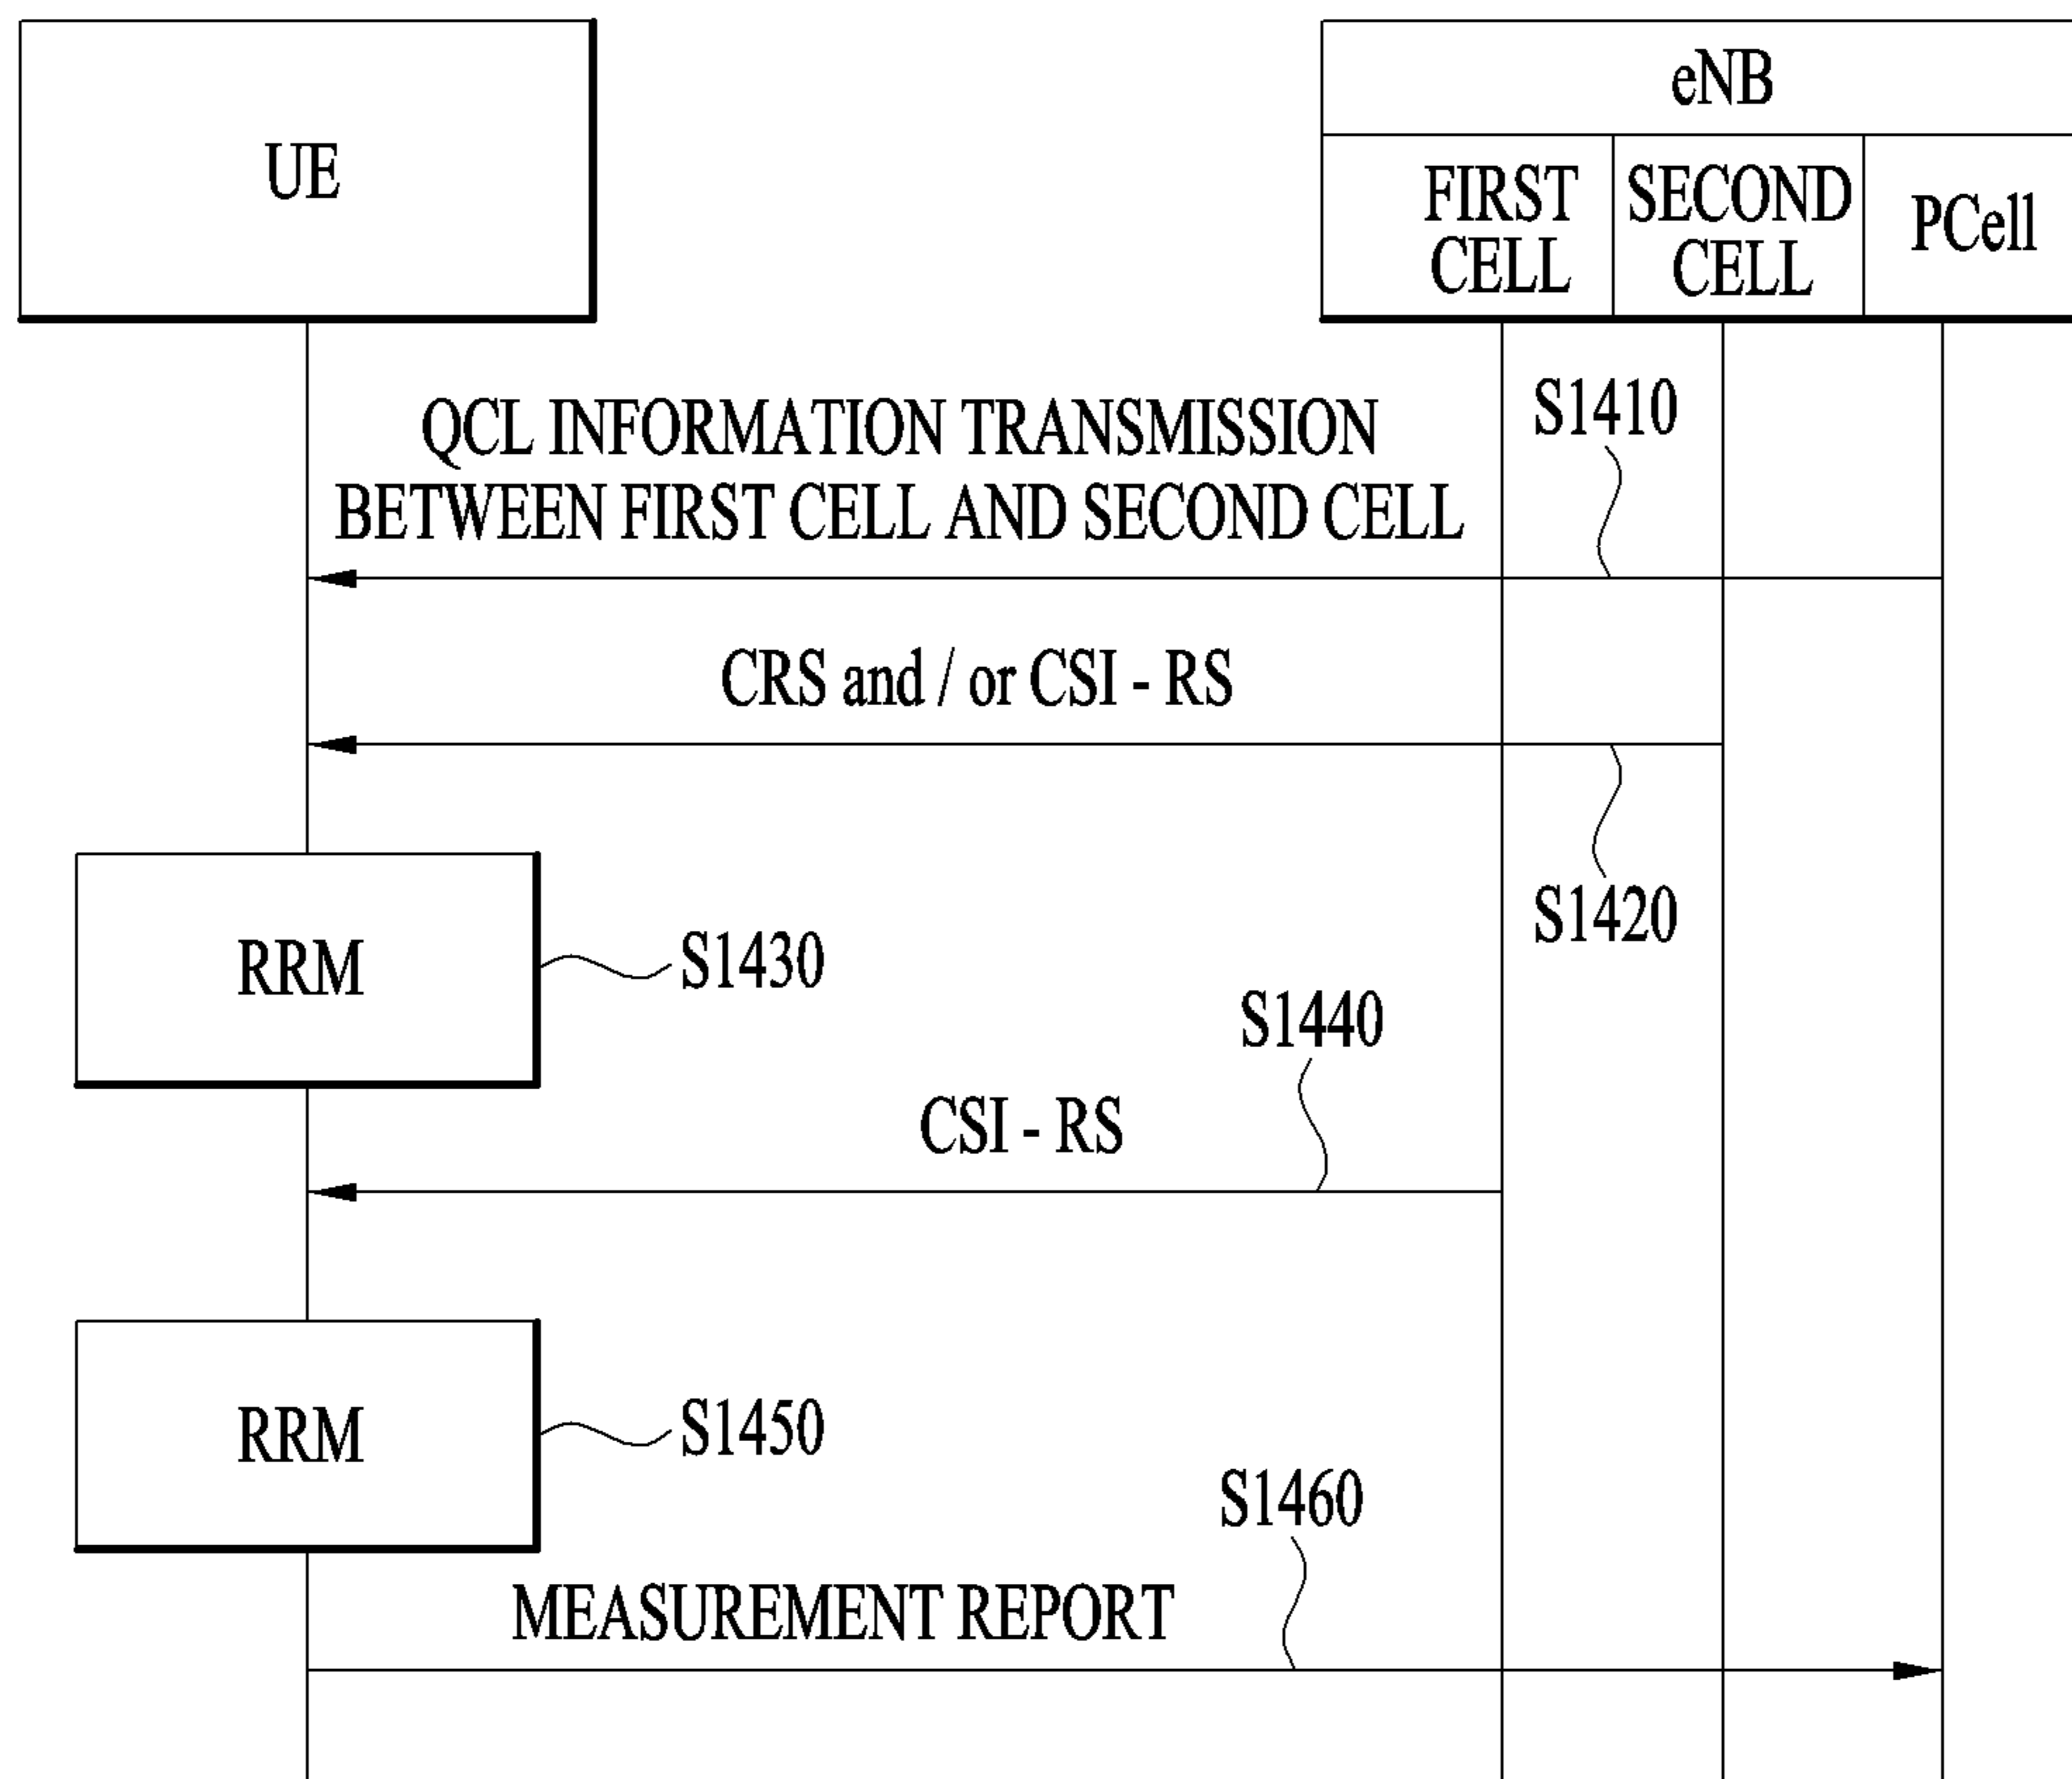 UE
eNB
FIRST
CELL
SECOND
CELL
PCell
S1410
QCL INFORMATION TRANSMISSION
BETWEEN FIRST CELL AND SECOND CELL
CRS and / or CSI - RS
S1420
RRM
S1430
S1440
CSI - RS
RRM
S1450
S1460
MEASUREMENT REPORT